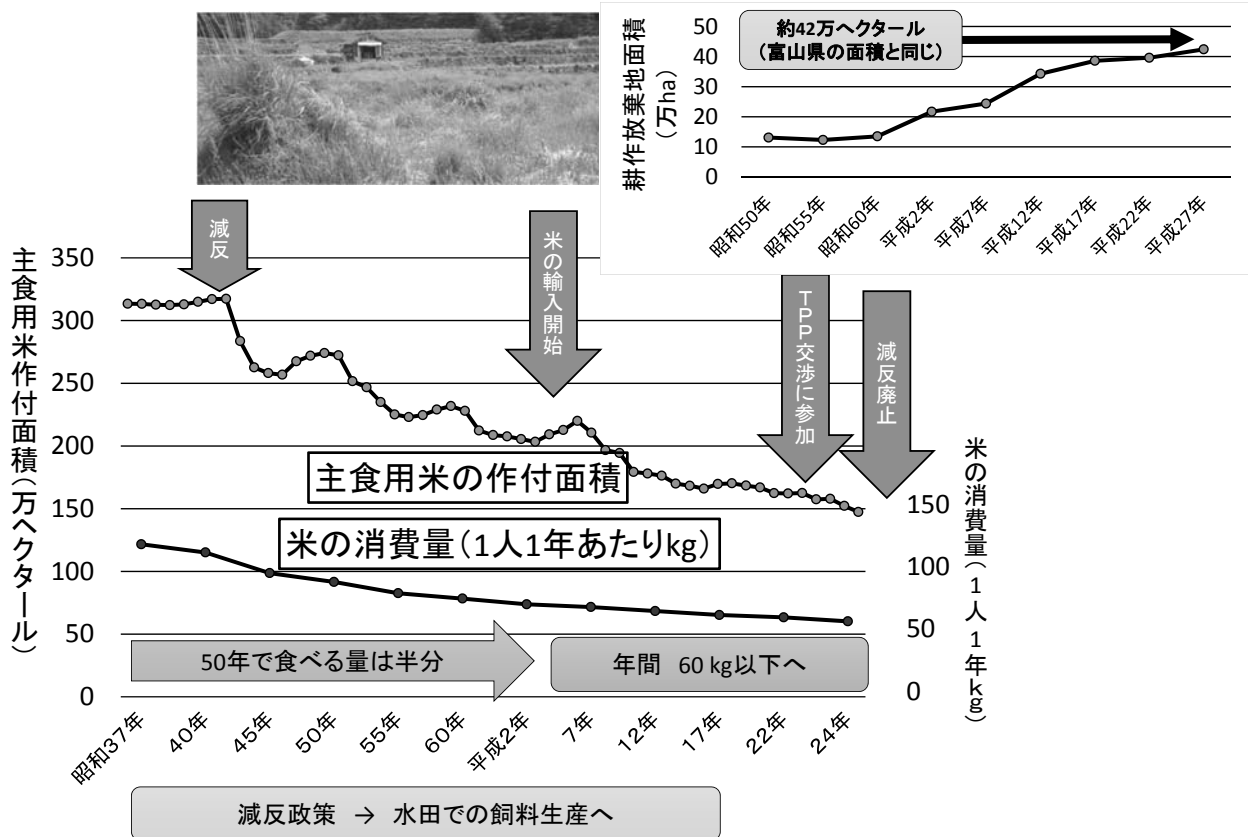 約42万ヘクタール
（富山県の面積と同じ）
耕作放棄地面積
（万ha）
50
40
30
20
10
0
昭和50年
昭和55年
昭和60年
平成2年
平成7年
平成12年
平成17年
平成22年
平成27年
減反
米の輸入開始
TPP交渉に参加
減反廃止
主食用米作付面積（万ヘクタール）
350
300
250
200
150
100
50
0
主食用米の作付面積
米の消費量（1人1年あたりkg）
米の消費量（1人1年kg）
150
100
50
0
50年で食べる量は半分
年間 60 kg以下へ
昭和37年
40年
45年
50年
55年
60年
平成2年
7年
12年
17年
22年
24年
減反政策 → 水田での飼料生産へ